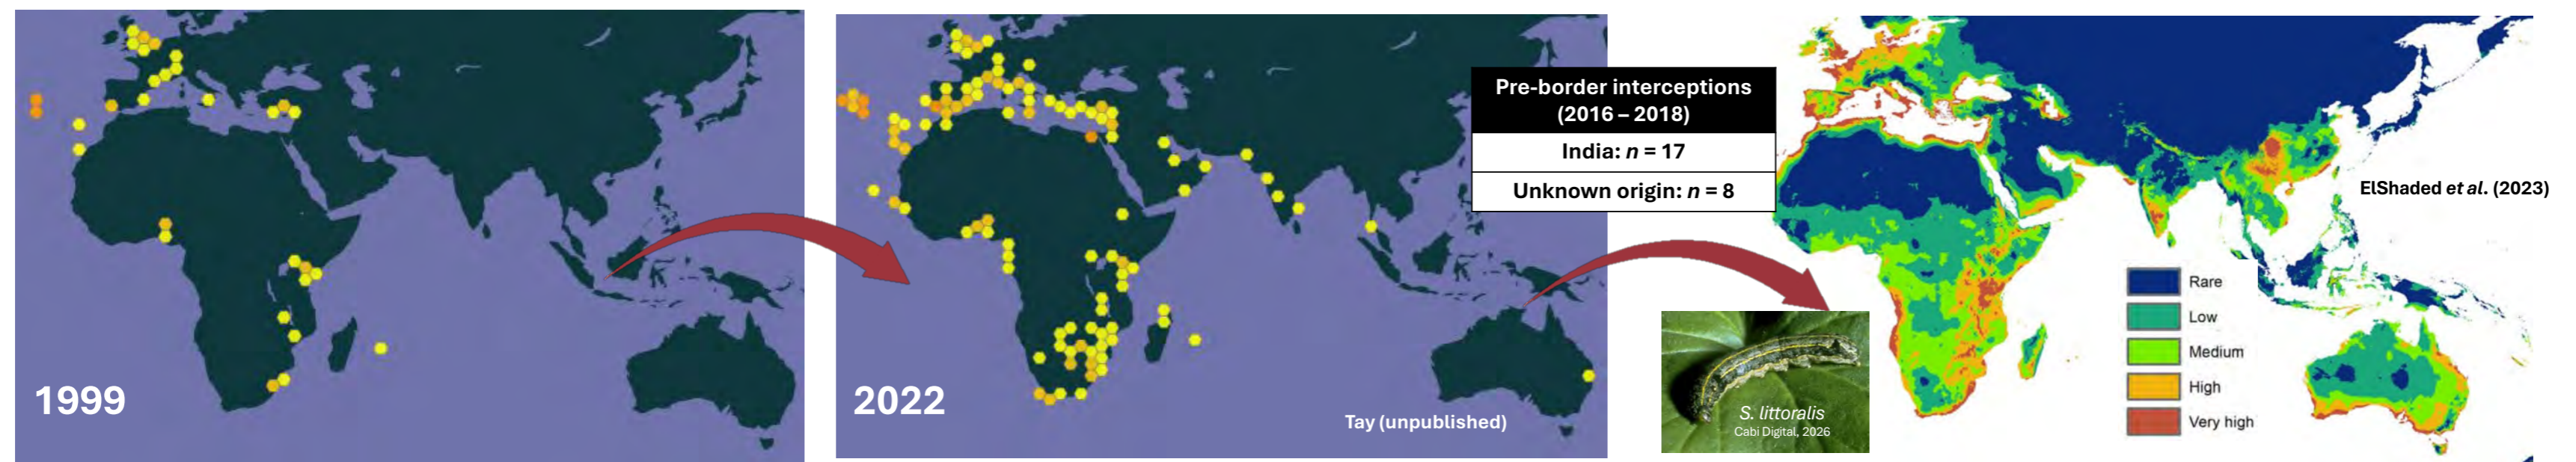 1999
2022
Tay (unpublished)
Pre-border interceptions
(2016 – 2018)
India: n = 17
Unknown origin: n = 8
S. littoralis
Cabi Digital, 2026
ElShaded et al. (2023)
Rare
Low
Medium
High
Very high